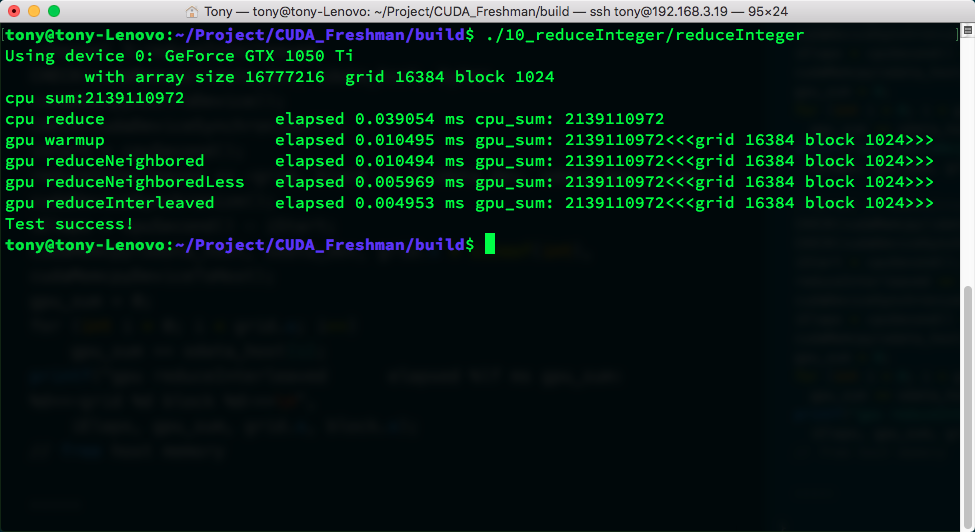 Tony — tony@tony-Lenovo: ~/Project/CUDA_Freshman/build — ssh tony@192.168.3.19 — 95×24
[tony@tony-Lenovo:~/Project/CUDA_Freshman/build$ ./10_reduceInteger/reduceInteger ]
Using device 0: GeForce GTX 1050 Ti
        with array size 16777216  grid 16384 block 1024
cpu sum:2139110972
cpu reduce                 elapsed 0.039054 ms cpu_sum: 2139110972
gpu warmup                 elapsed 0.010495 ms gpu_sum: 2139110972<<<grid 16384 block 1024>>>
gpu reduceNeighbored       elapsed 0.010494 ms gpu_sum: 2139110972<<<grid 16384 block 1024>>>
gpu reduceNeighboredLess   elapsed 0.005969 ms gpu_sum: 2139110972<<<grid 16384 block 1024>>>
gpu reduceInterleaved      elapsed 0.004953 ms gpu_sum: 2139110972<<<grid 16384 block 1024>>>
Test success!
tony@tony-Lenovo:~/Project/CUDA_Freshman/build$